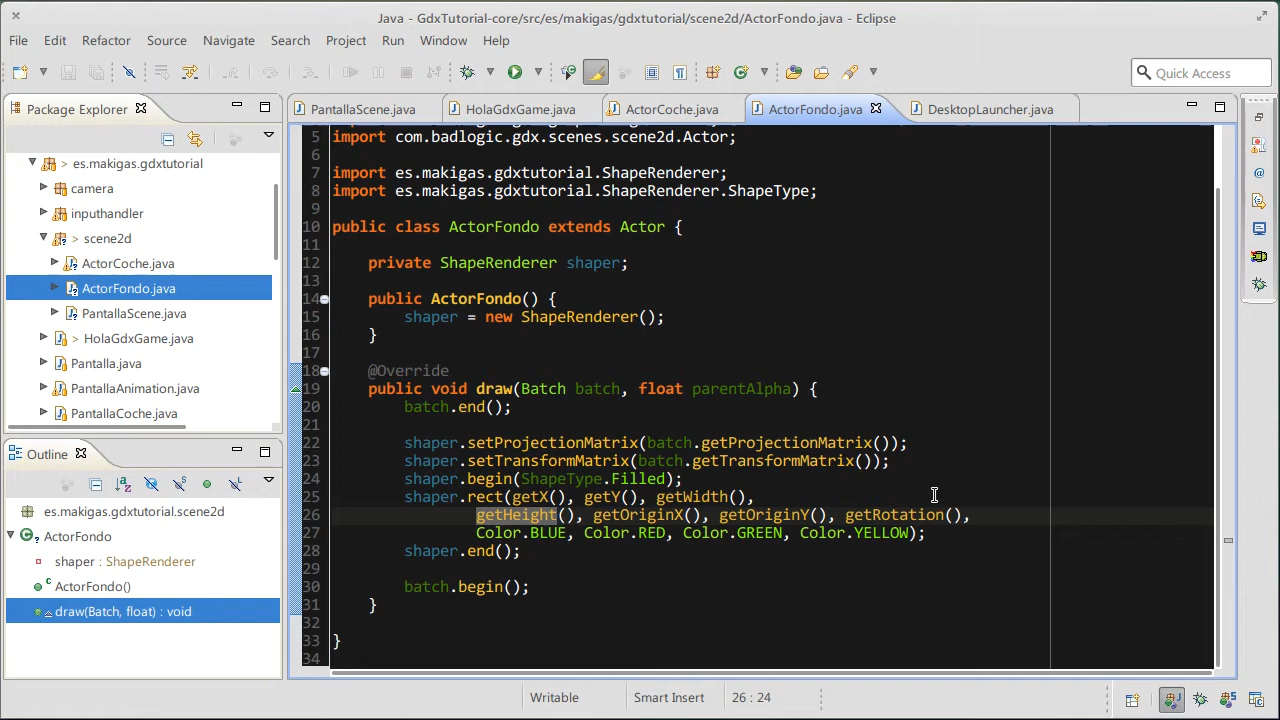 Java - GdxTutorial-core/src/es/makigas/gdxtutorial/scene2d/ActorFondo.java - Eclipse
File Edit Refactor Source Navigate Search Project Run Window Help
Quick Access
Package Explorer
PantallaScene.java HolaGdxGame.java ActorCoche.java ActorFondo.java DesktopLauncher.java
> es.makigas.gdxtutorial
camera
inputhandler
> scene2d
ActorCoche.java
ActorFondo.java
PantallaScene.java
> HolaGdxGame.java
Pantalla.java
PantallaAnimation.java
PantallaCoche.java
Outline
es.makigas.gdxtutorial.scene2d
ActorFondo
shaper : ShapeRenderer
ActorFondo()
draw(Batch, float) : void
5 import com.badlogic.gdx.scenes.scene2d.Actor;
6
7 import es.makigas.gdxtutorial.ShapeRenderer;
8 import es.makigas.gdxtutorial.ShapeRenderer.ShapeType;
9
10 public class ActorFondo extends Actor {
11
12 private ShapeRenderer shaper;
13
14 public ActorFondo() {
15 shaper = new ShapeRenderer();
16 }
17
18 @Override
19 public void draw(Batch batch, float parentAlpha) {
20 batch.end();
21
22 shaper.setProjectionMatrix(batch.getProjectionMatrix());
23 shaper.setTransformMatrix(batch.getTransformMatrix());
24 shaper.begin(ShapeType.Filled);
25 shaper.rect(getX(), getY(), getWidth(),
26 getHeight(), getOriginX(), getOriginY(), getRotation(),
27 Color.BLUE, Color.RED, Color.GREEN, Color.YELLOW);
28 shaper.end();
29
30 batch.begin();
31 }
32
33 }
34
Writable Smart Insert 26 : 24